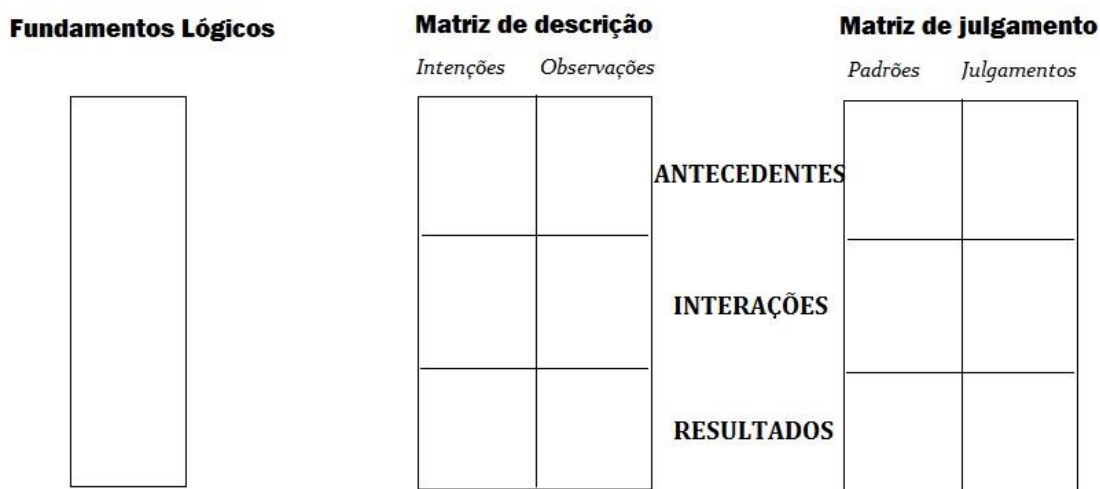 Fundamentos Lógicos
Matriz de descrição
Matriz de julgamento
Intenções Observações
Padrões Julgamentos
ANTECEDENTES
INTERAÇÕES
RESULTADOS